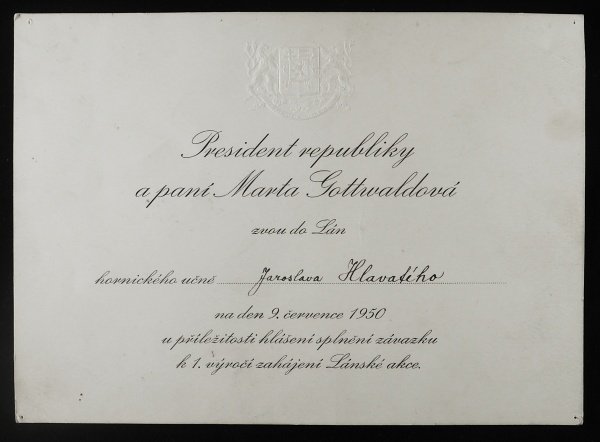 President republiky
a paní Marta Gottwaldová
zvou do Lán
hornického učně Jaroslava Hlavatého
na den 9. července 1950
u příležitosti hlášení splnění závazku
k 1. výročí zahájení Lánské akce.